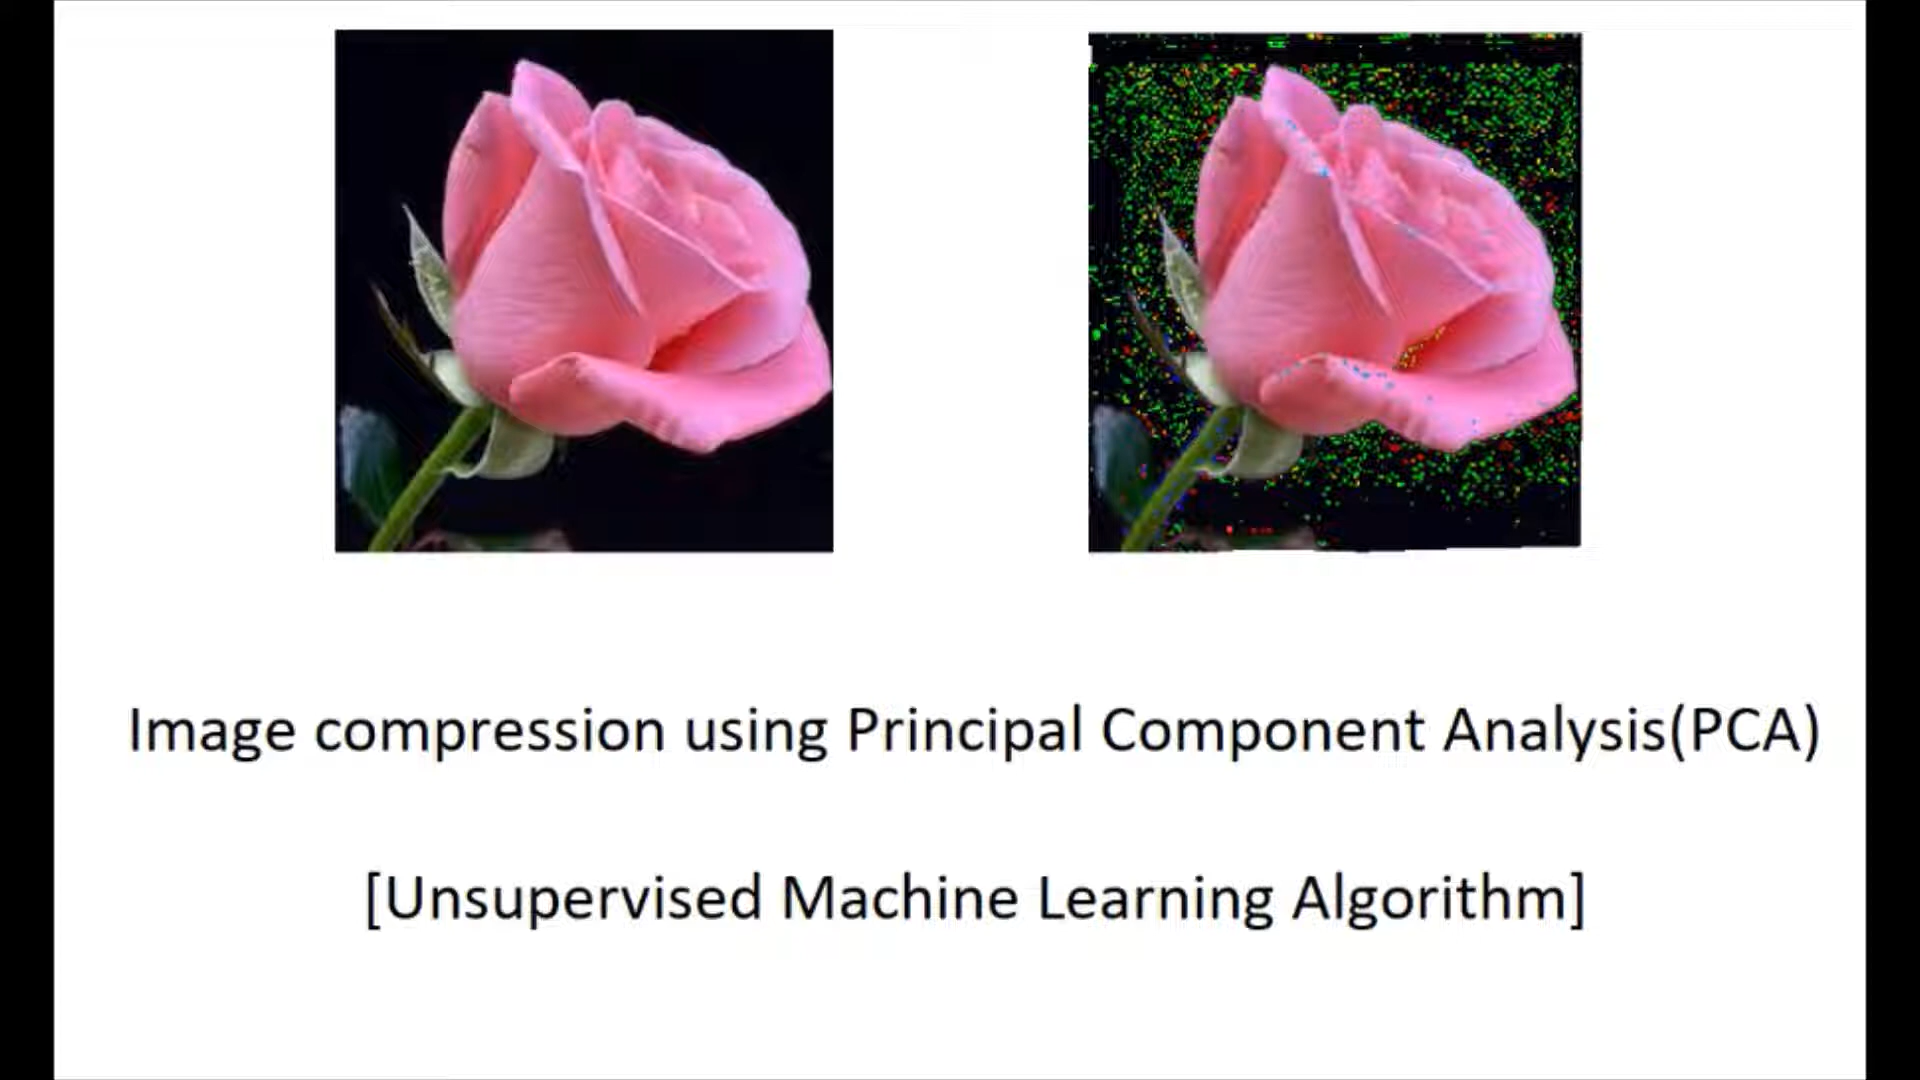 Image compression using Principal Component Analysis(PCA)
[Unsupervised Machine Learning Algorithm]